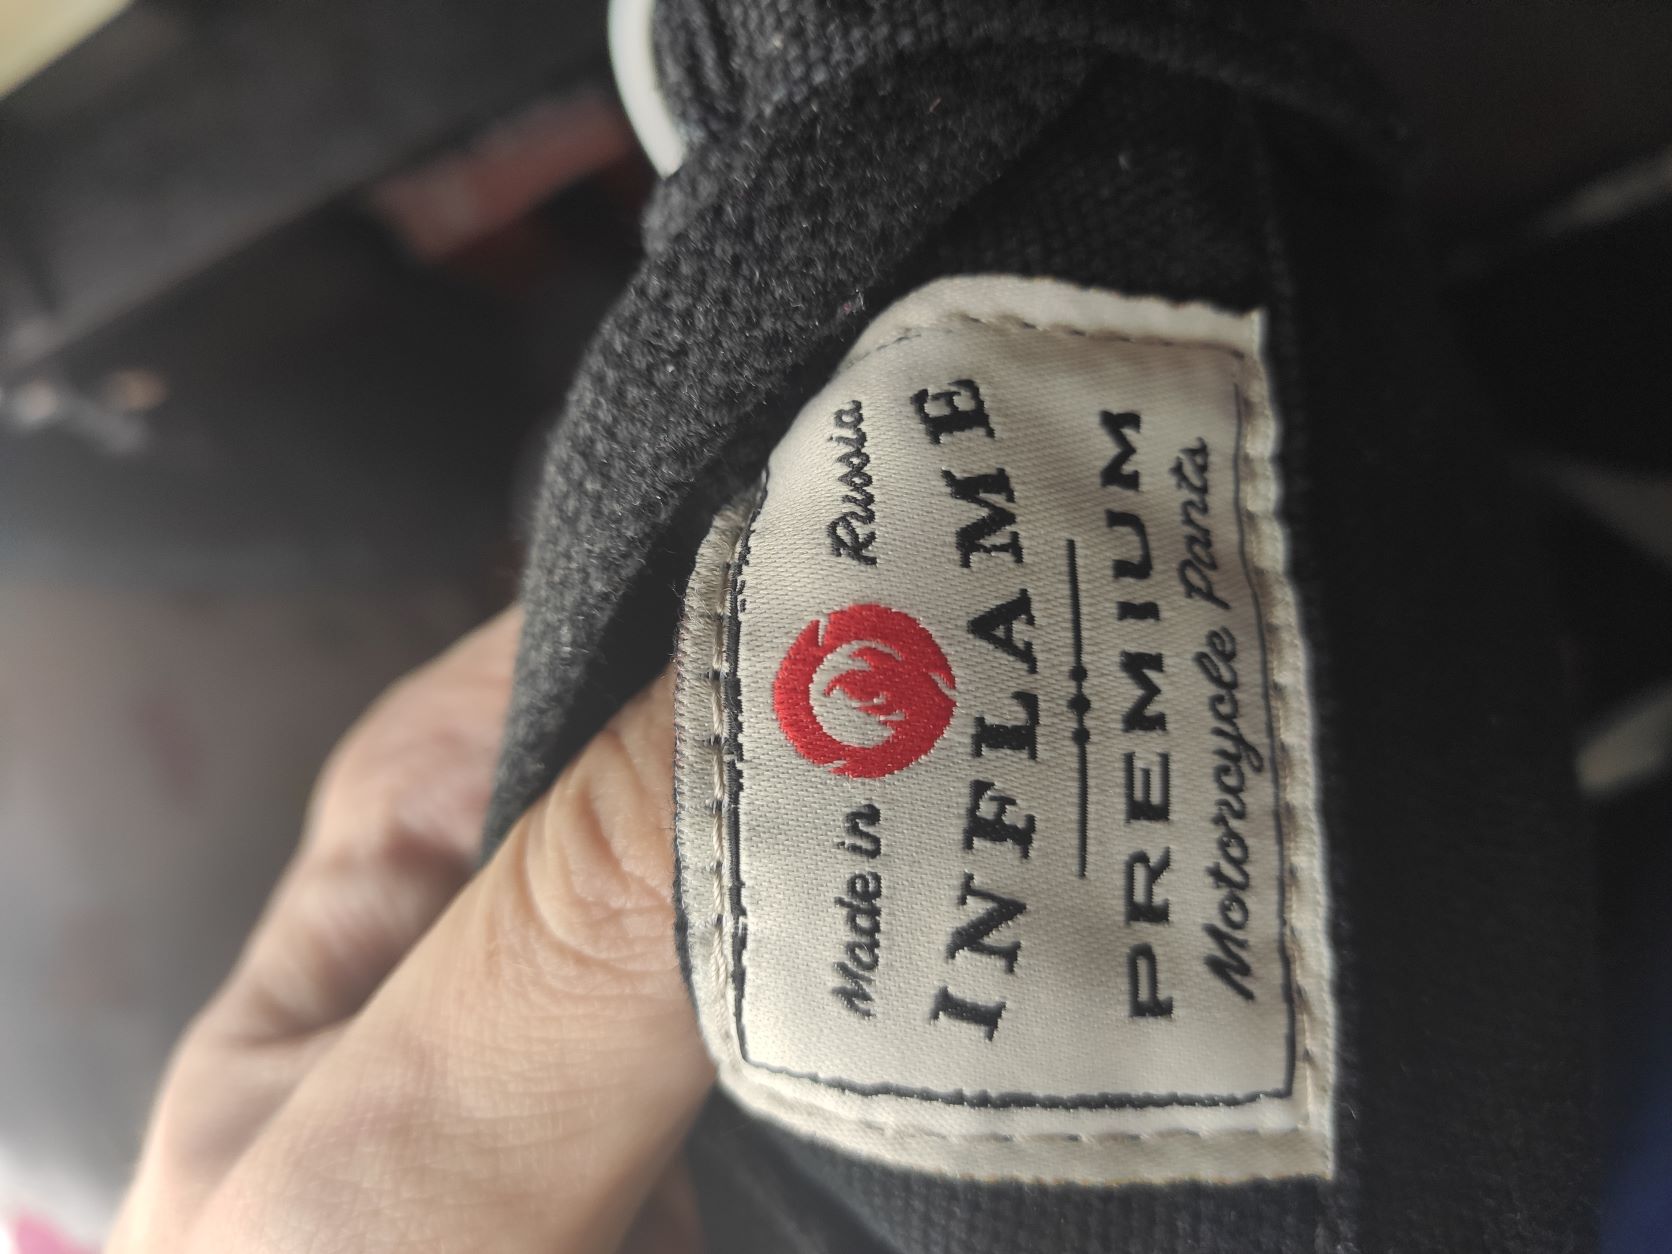 Made in Russia
INFLAME
PREMIUM
Motorcycle Pants